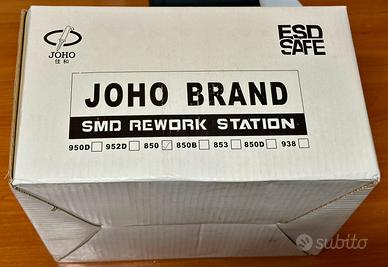 JOHO
佳和
ESD
SAFE
JOHO BRAND
SMD REWORK STATION
950D 952D 850 850B 853 850D 938
subito